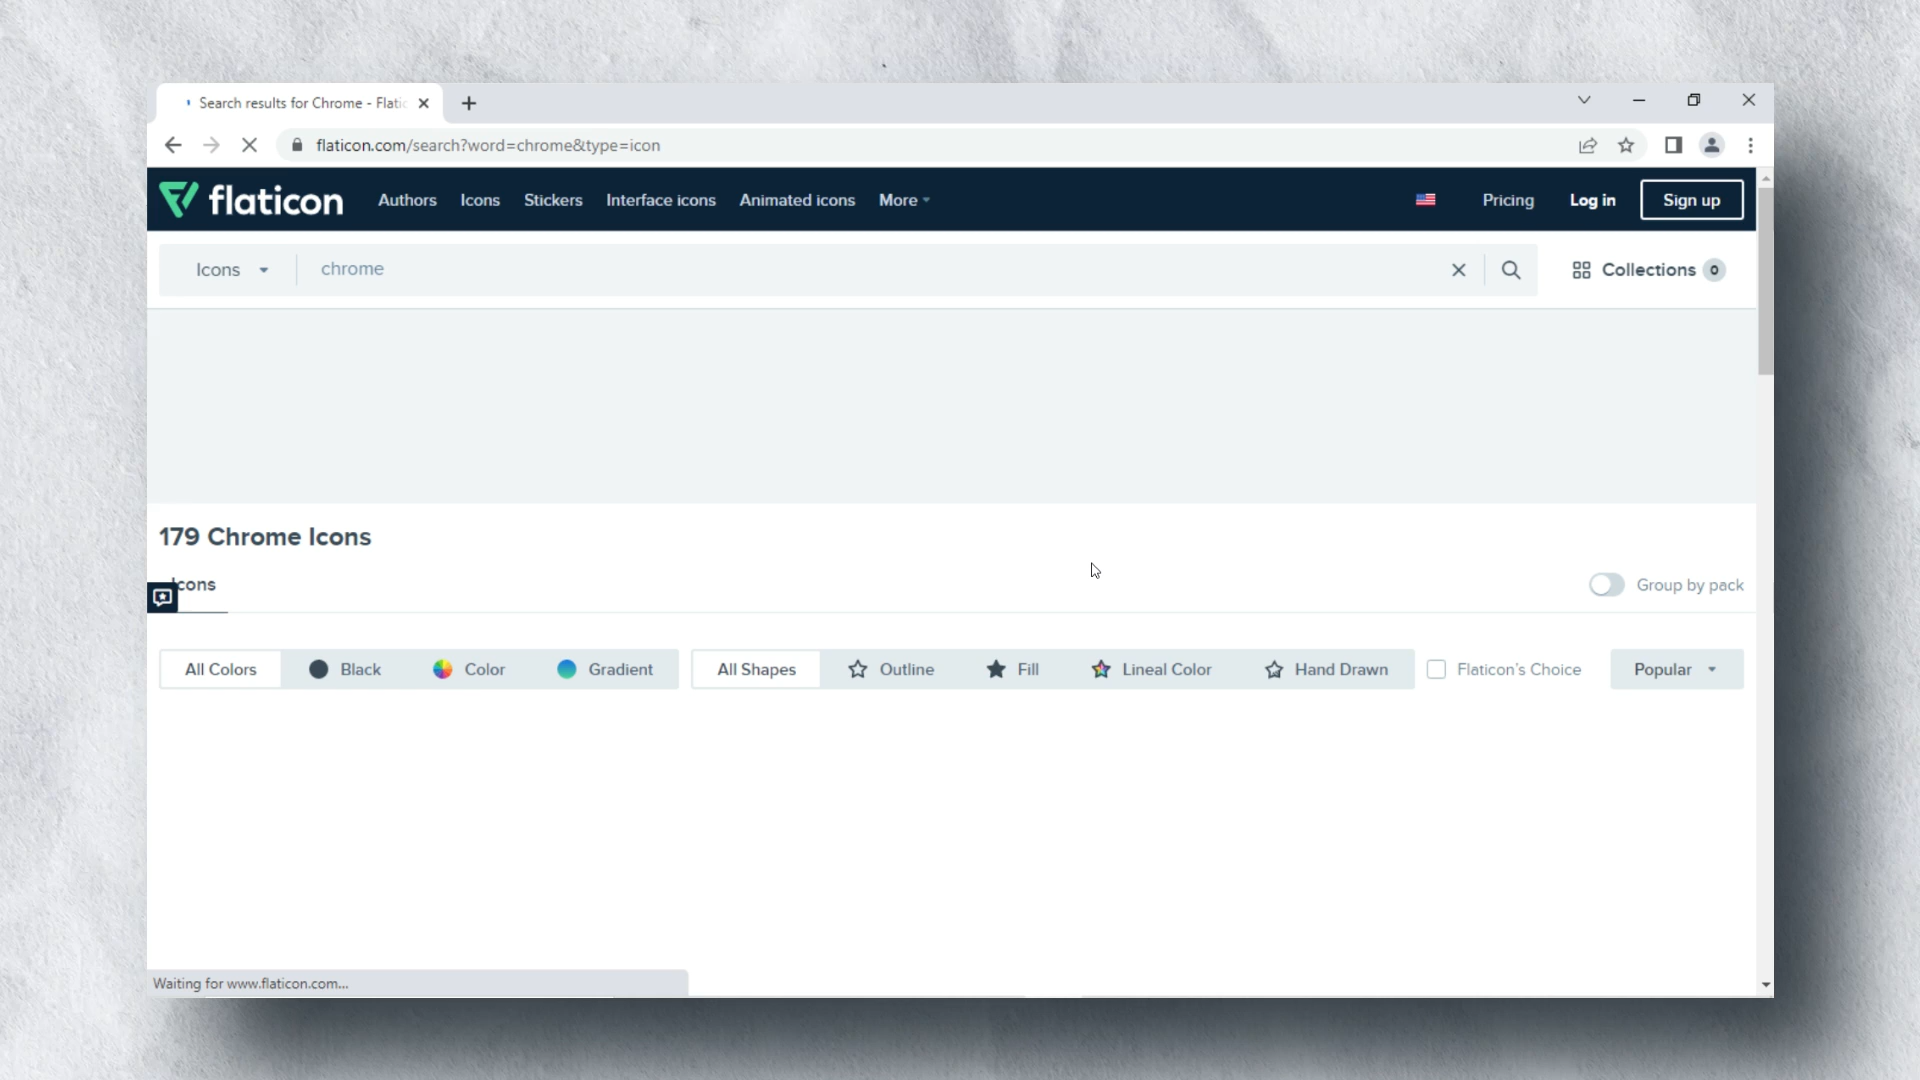 Search results for Chrome - Flatic
flaticon.com/search?word=chrome&type=icon
flaticon Authors Icons Stickers Interface icons Animated icons More Pricing Log in Sign up
Icons chrome Collections 0
179 Chrome Icons
Icons Group by pack
All Colors Black Color Gradient All Shapes Outline Fill Lineal Color Hand Drawn Flaticon's Choice Popular
Waiting for www.flaticon.com...